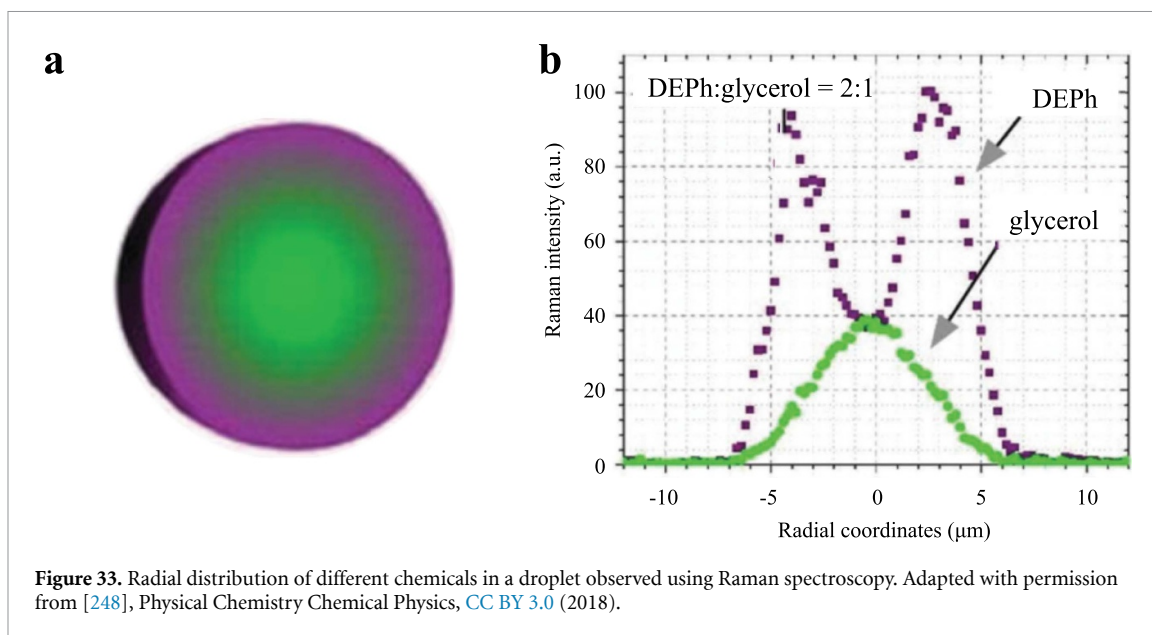 a
b
DEPh:glycerol = 2:1
DEPh
glycerol
Raman intensity (a.u.)
100
80
60
40
20
0
-10 -5 0 5 10
Radial coordinates (μm)
Figure 33. Radial distribution of different chemicals in a droplet observed using Raman spectroscopy. Adapted with permission
from [248], Physical Chemistry Chemical Physics, CC BY 3.0 (2018).